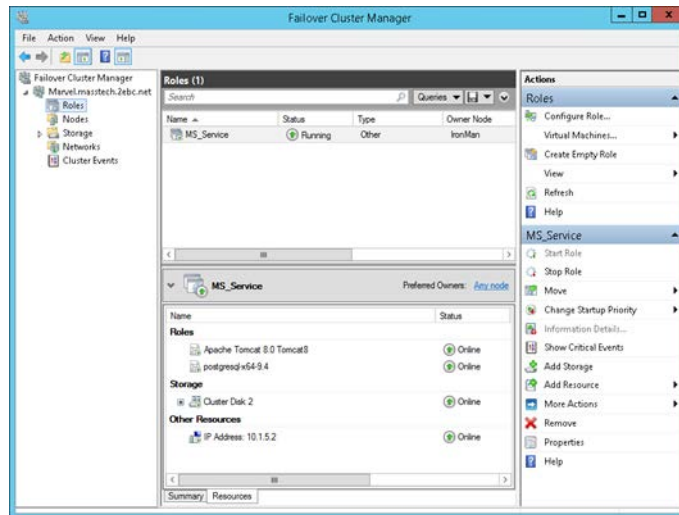 Failover Cluster Manager
File Action View Help
Failover Cluster Manager
Marvel.masstech.2ebc.net
Roles
Nodes
Storage
Networks
Cluster Events
Roles (1)
Search
Queries
Name Status Type Owner Node
MS_Service Running Other IronMan
MS_Service Preferred Owners: Any node
Name Status
Roles
Apache Tomcat 8.0 Tomcat8 Online
postgresql-x64-9.4 Online
Storage
Cluster Disk 2 Online
Other Resources
IP Address: 10.1.5.2 Online
Summary Resources
Actions
Roles
Configure Role...
Virtual Machines...
Create Empty Role
View
Refresh
Help
MS_Service
Start Role
Stop Role
Move
Change Startup Priority
Information Details...
Show Critical Events
Add Storage
Add Resource
More Actions
Remove
Properties
Help